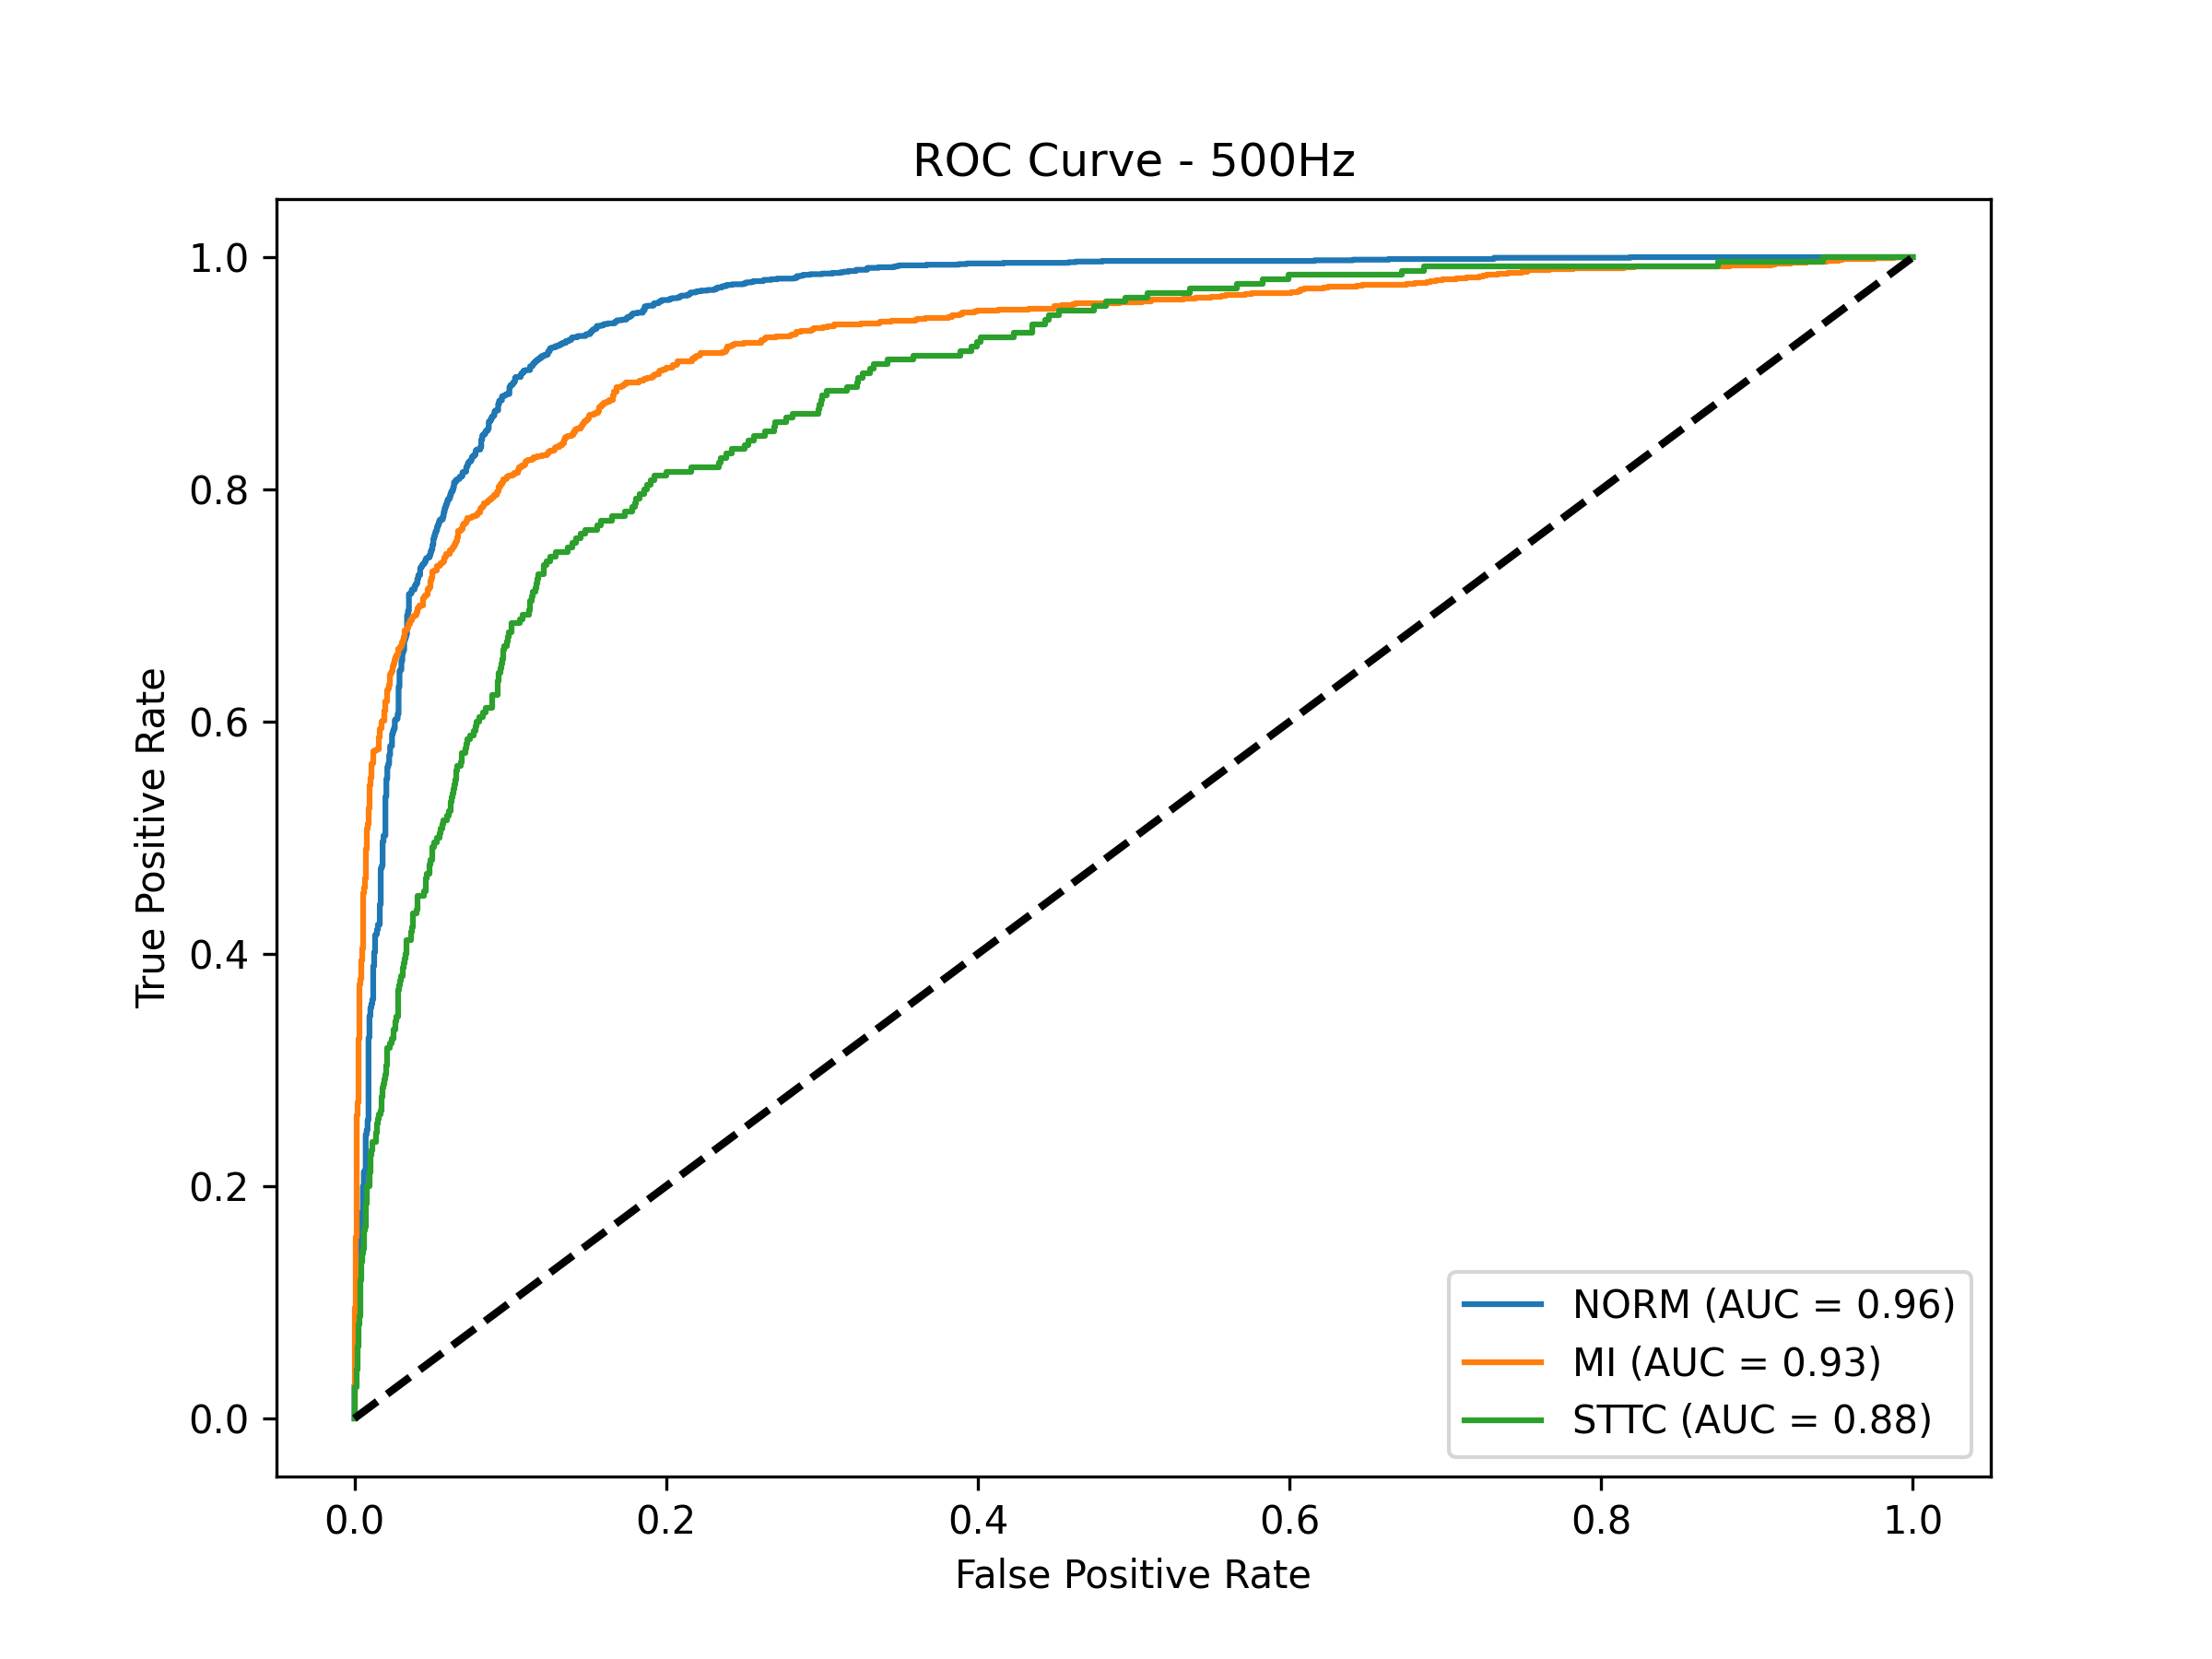 ROC Curve - 500Hz
True Positive Rate
1.0
0.8
0.6
0.4
0.2
0.0
0.0 0.2 0.4 0.6 0.8 1.0
False Positive Rate
NORM (AUC = 0.96)
MI (AUC = 0.93)
STTC (AUC = 0.88)